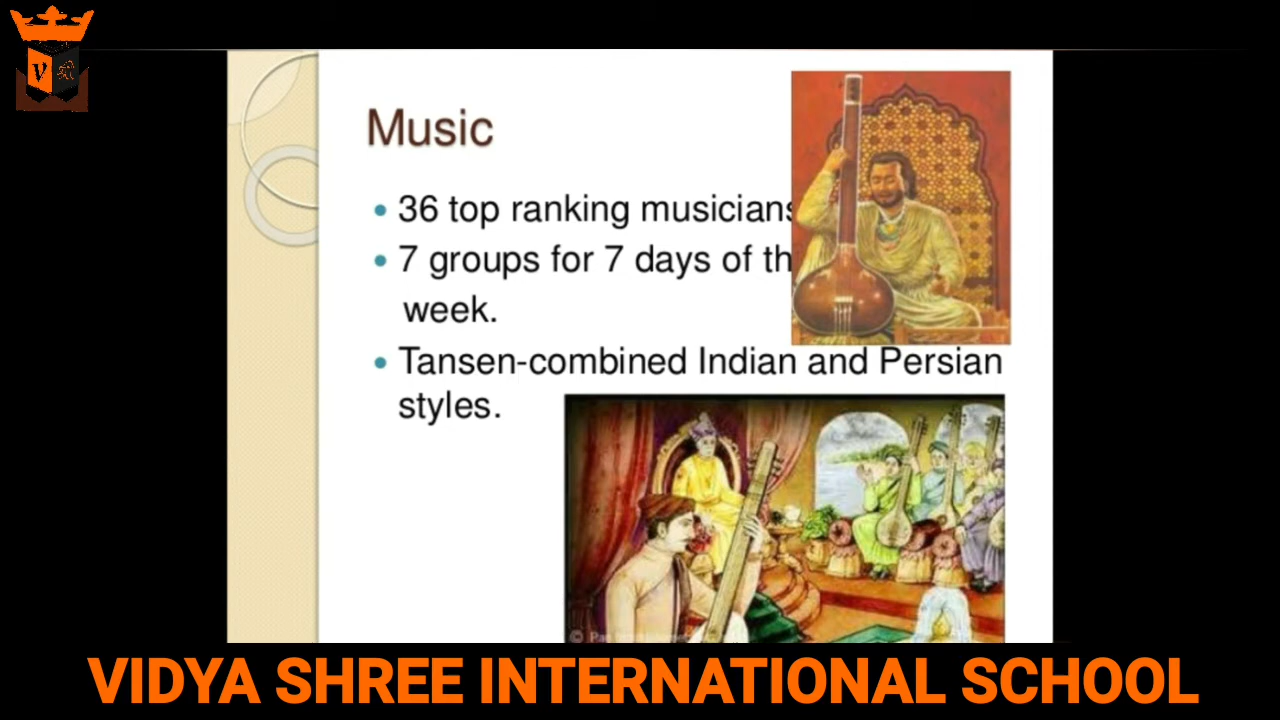 Music
36 top ranking musicians
7 groups for 7 days of th
week.
Tansen-combined Indian and Persian
styles.
VIDYA SHREE INTERNATIONAL SCHOOL